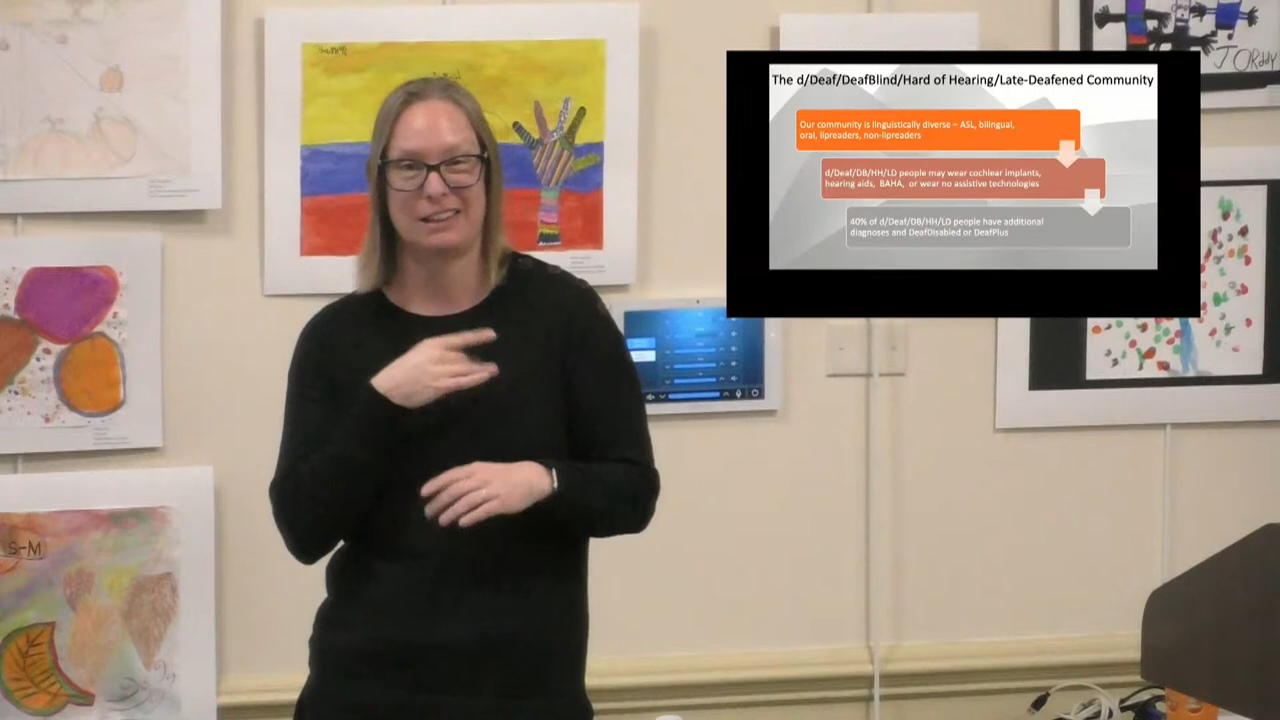 The d/Deaf/DeafBlind/Hard of Hearing/Late-Deafened Community
Our community is linguistically diverse – ASL, bilingual,
oral, lipreaders, non-lipreaders
d/Deaf/DB/HH/LD people may wear cochlear implants,
hearing aids, BAHA, or wear no assistive technologies
40% of d/Deaf/DB/HH/LD people have additional
diagnoses and DeafDisabled or DeafPlus
JORddy
S-M